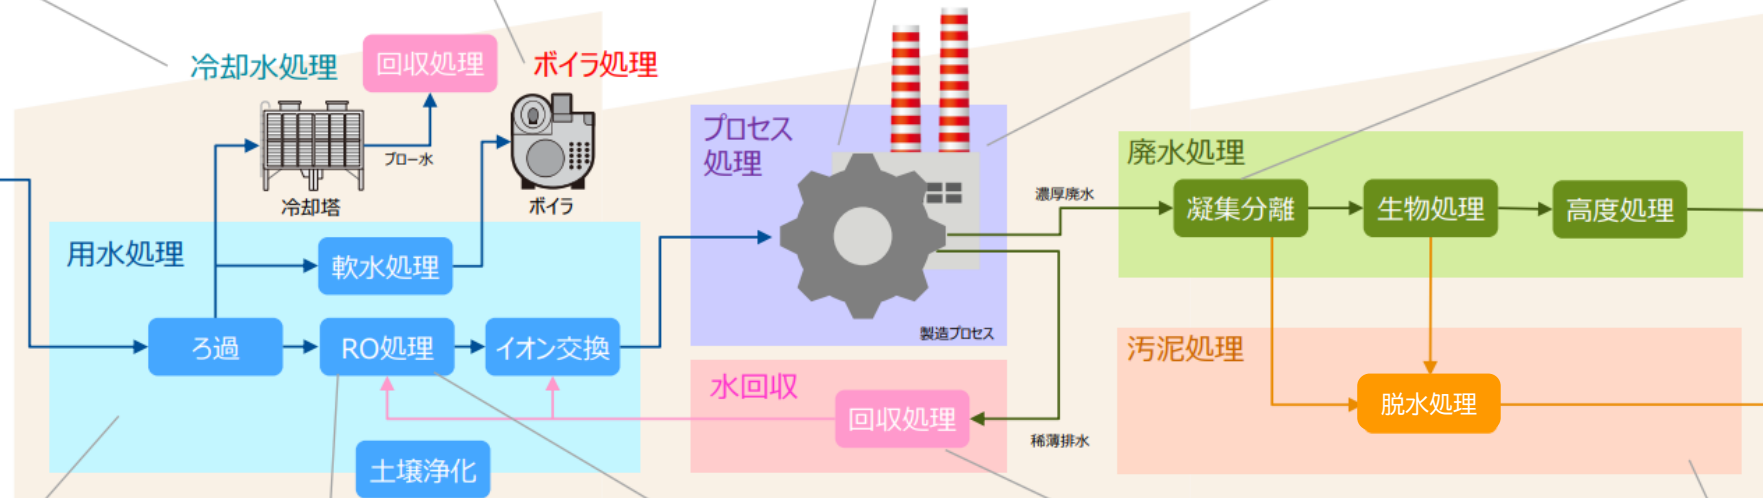 冷却水処理
回収処理
ボイラ処理
ブロー水
冷却塔
ボイラ
用水処理
軟水処理
ろ過
RO処理
イオン交換
土壌浄化
プロセス
処理
製造プロセス
水回収
回収処理
濃厚廃水
稀薄排水
廃水処理
凝集分離
生物処理
高度処理
汚泥処理
脱水処理